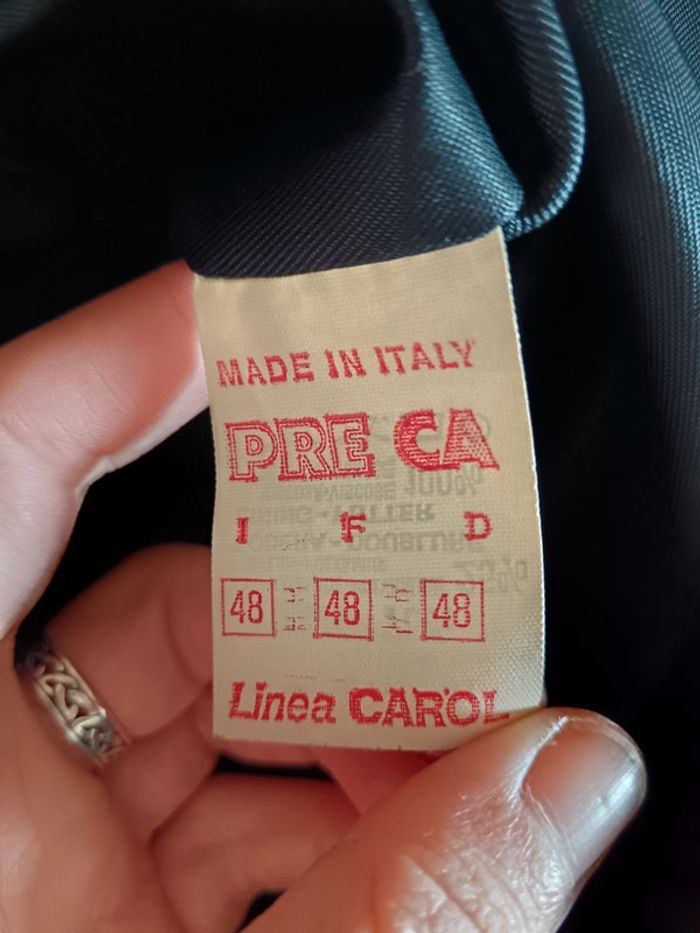 MADE IN ITALY
PRE CA
I F D
48 = 48 = 48
Linea CAROL